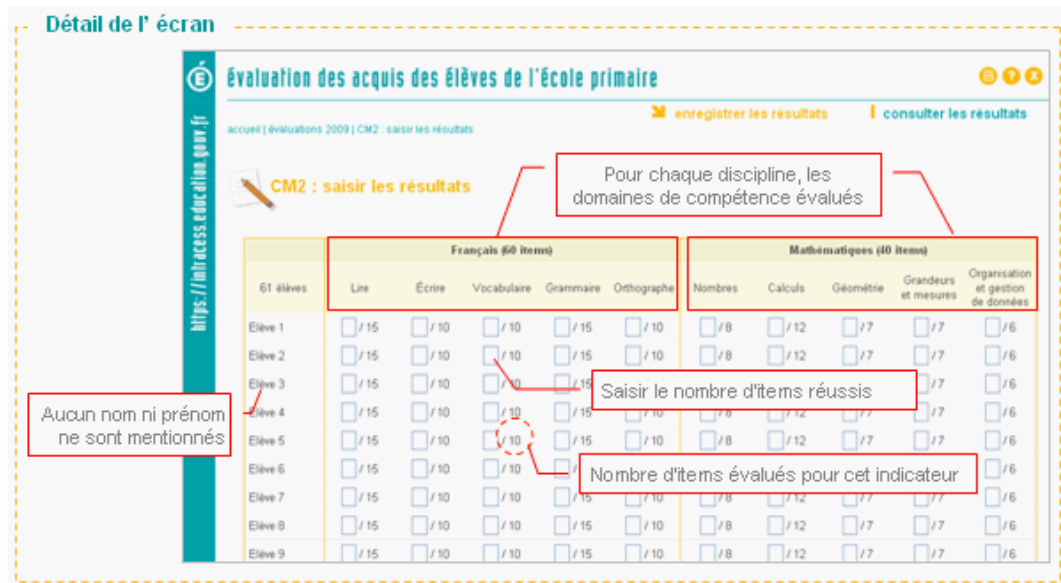 Détail de l' écran
évaluation des acquis des élèves de l'école primaire
enregistrer les résultats
consulter les résultats
accueil | évaluations 2009 | CM2 : saisir les résultats
https://intracess.education.gouv.fr
CM2 : saisir les résultats
Pour chaque discipline, les
domaines de compétence évalués
Français (60 items) Mathématiques (40 items)
61 élèves Lire Écrire Vocabulaire Grammaire Orthographe Nombres Calculs Géométrie Grandeurs et mesures Organisation et gestion de données
Elève 1 / 15 / 10 / 10 / 15 / 10 / 8 / 12 / 7 / 7 / 6
Elève 2 / 15 / 10 / 10 / 15 / 10 / 8 / 12 / 7 / 7 / 6
Elève 3 / 15 / 10 / 10 / 15 / 7 / 6
Saisir le nombre d'items réussis
Aucun nom ni prénom
ne sont mentionnés
Elève 4 / 15 / 10 / 10 / 15 / 10 / 8 / 12 / 7 / 7 / 6
Elève 5 / 15 / 10 / 10 / 15 / 10 / 8 / 12 / 7 / 7 / 6
Elève 6 / 15 / 10 / 10 / 6
Nombre d'items évalués pour cet indicateur
Elève 7 / 15 / 10 / 10 / 15 / 10 / 8 / 12 / 7 / 7 / 6
Elève 8 / 15 / 10 / 10 / 15 / 10 / 8 / 12 / 7 / 7 / 6
Elève 9 / 15 / 10 / 10 / 15 / 10 / 8 / 12 / 7 / 7 / 6